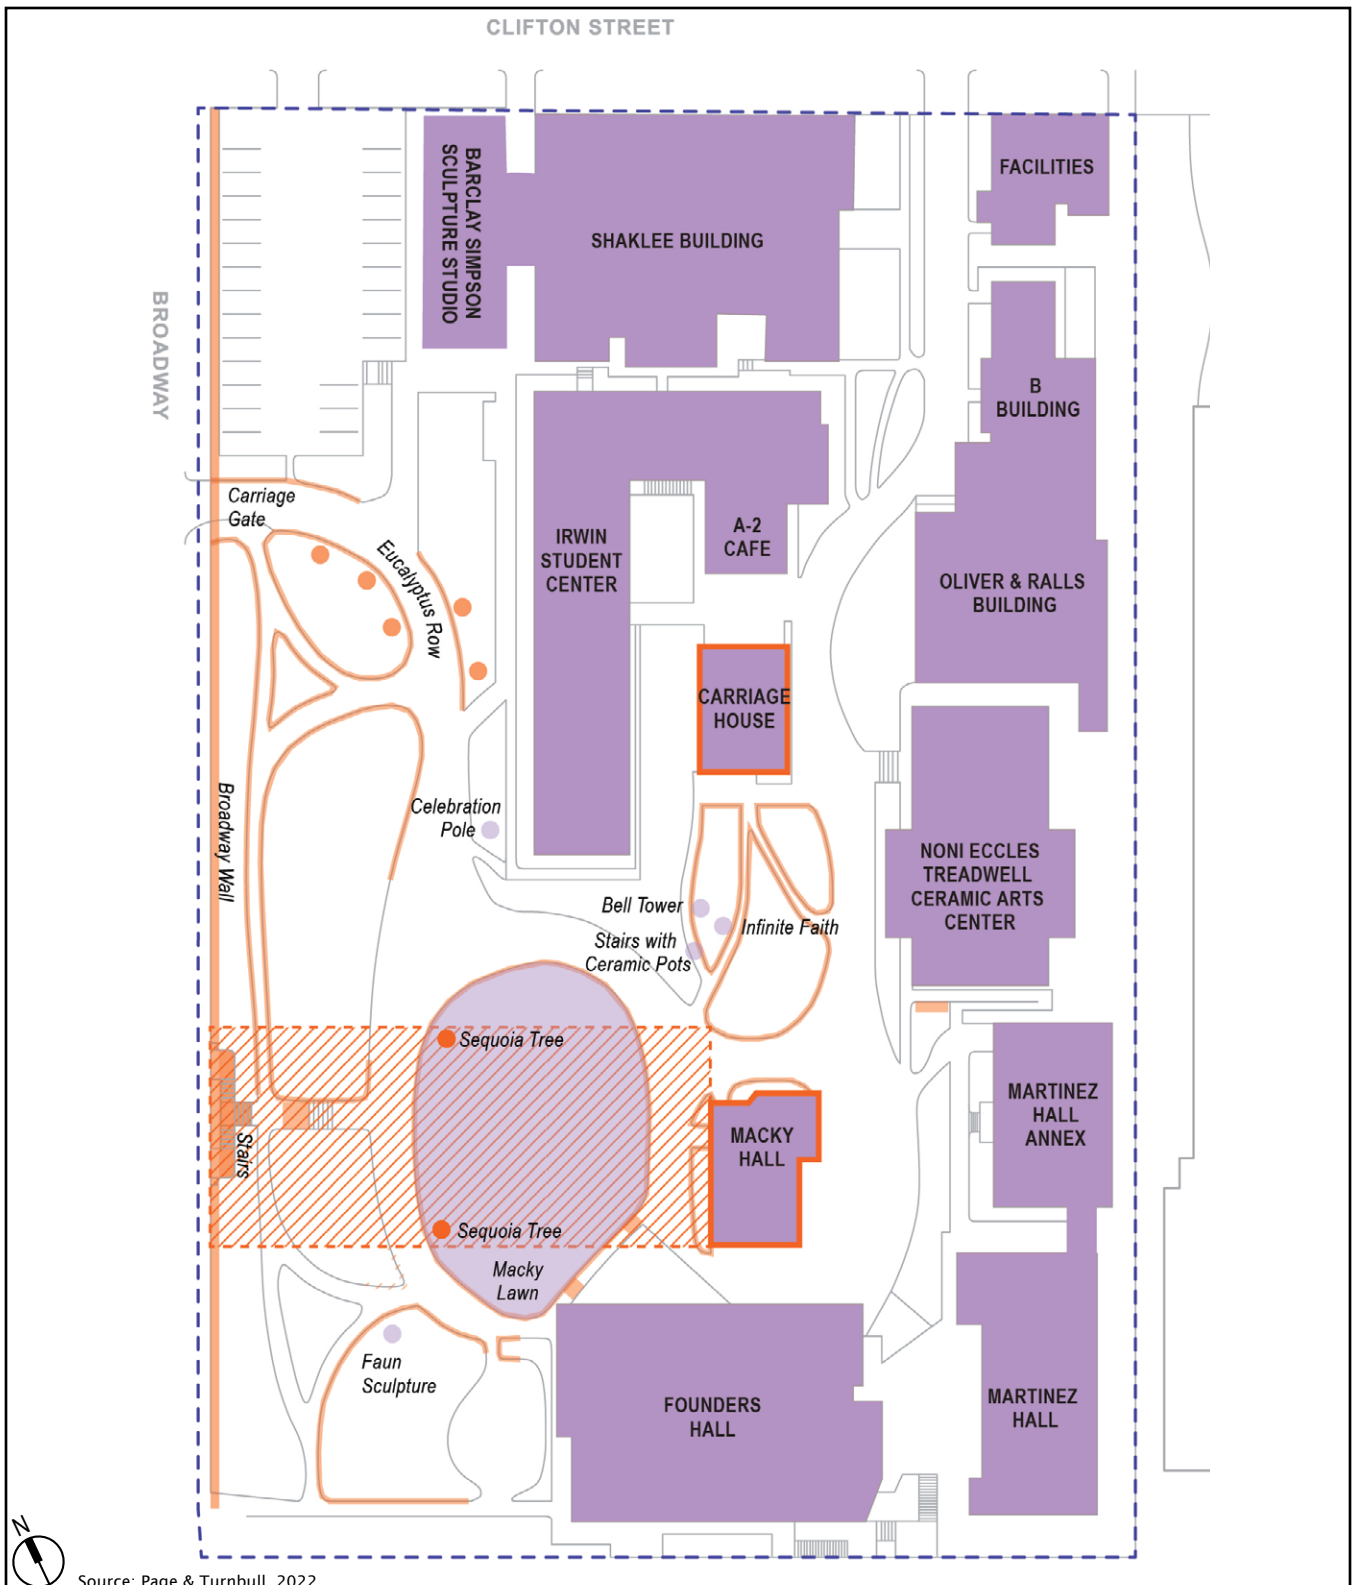 CLIFTON STREET
BROADWAY
BARCLAY SIMPSON
SCULPTURE STUDIO
SHAKLEE BUILDING
FACILITIES
B
BUILDING
Carriage
Gate
Eucalyptus Row
IRWIN
STUDENT
CENTER
A-2
CAFE
OLIVER & RALLS
BUILDING
CARRIAGE
HOUSE
Broadway Wall
Celebration
Pole
Bell Tower
Infinite Faith
Stairs with
Ceramic Pots
NONI ECCLES
TREADWELL
CERAMIC ARTS
CENTER
Sequoia Tree
Stairs
MACKY
HALL
MARTINEZ
HALL
ANNEX
Sequoia Tree
Macky
Lawn
Faun
Sculpture
FOUNDERS
HALL
MARTINEZ
HALL
N
Source: Page & Turnbull, 2022